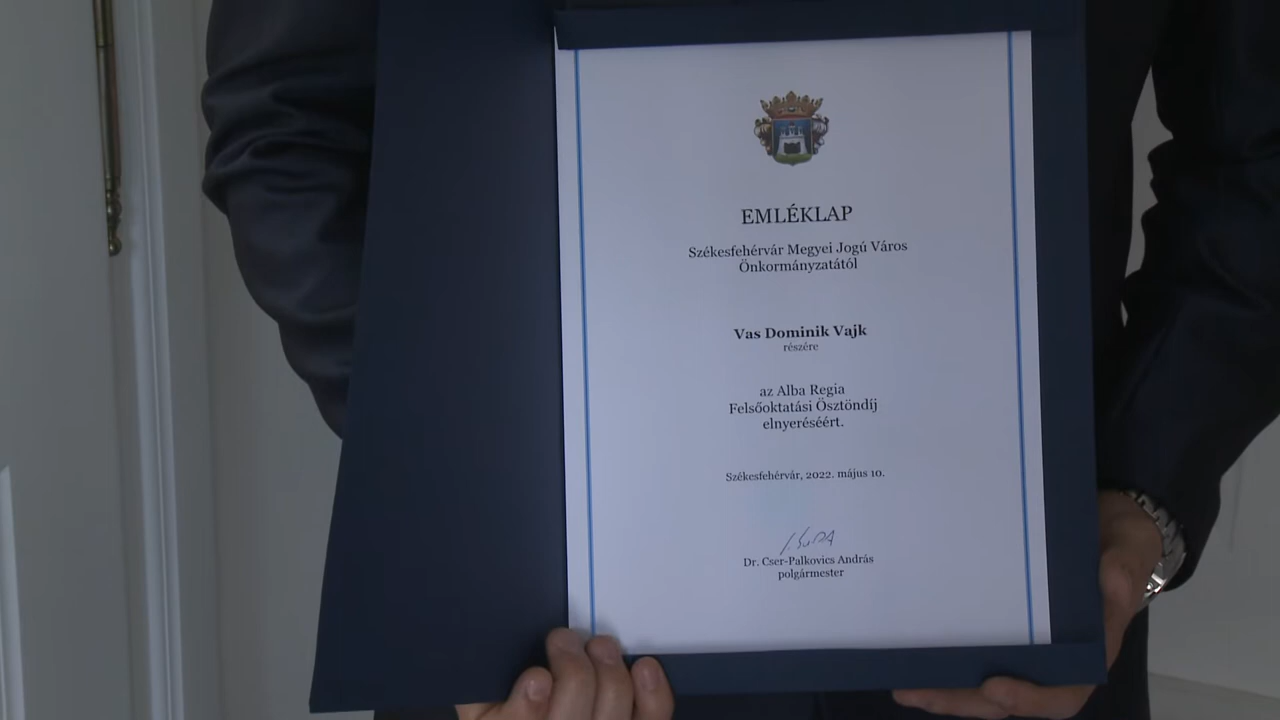 EMLÉKLAP
Székesfehérvár Megyei Jogú Város
Önkormányzatától
Vas Dominik Vajk
részére
az Alba Regia
Felsőoktatási Ösztöndíj
elnyeréséért.
Székesfehérvár, 2022. május 10.
Dr. Cser-Palkovics András
polgármester